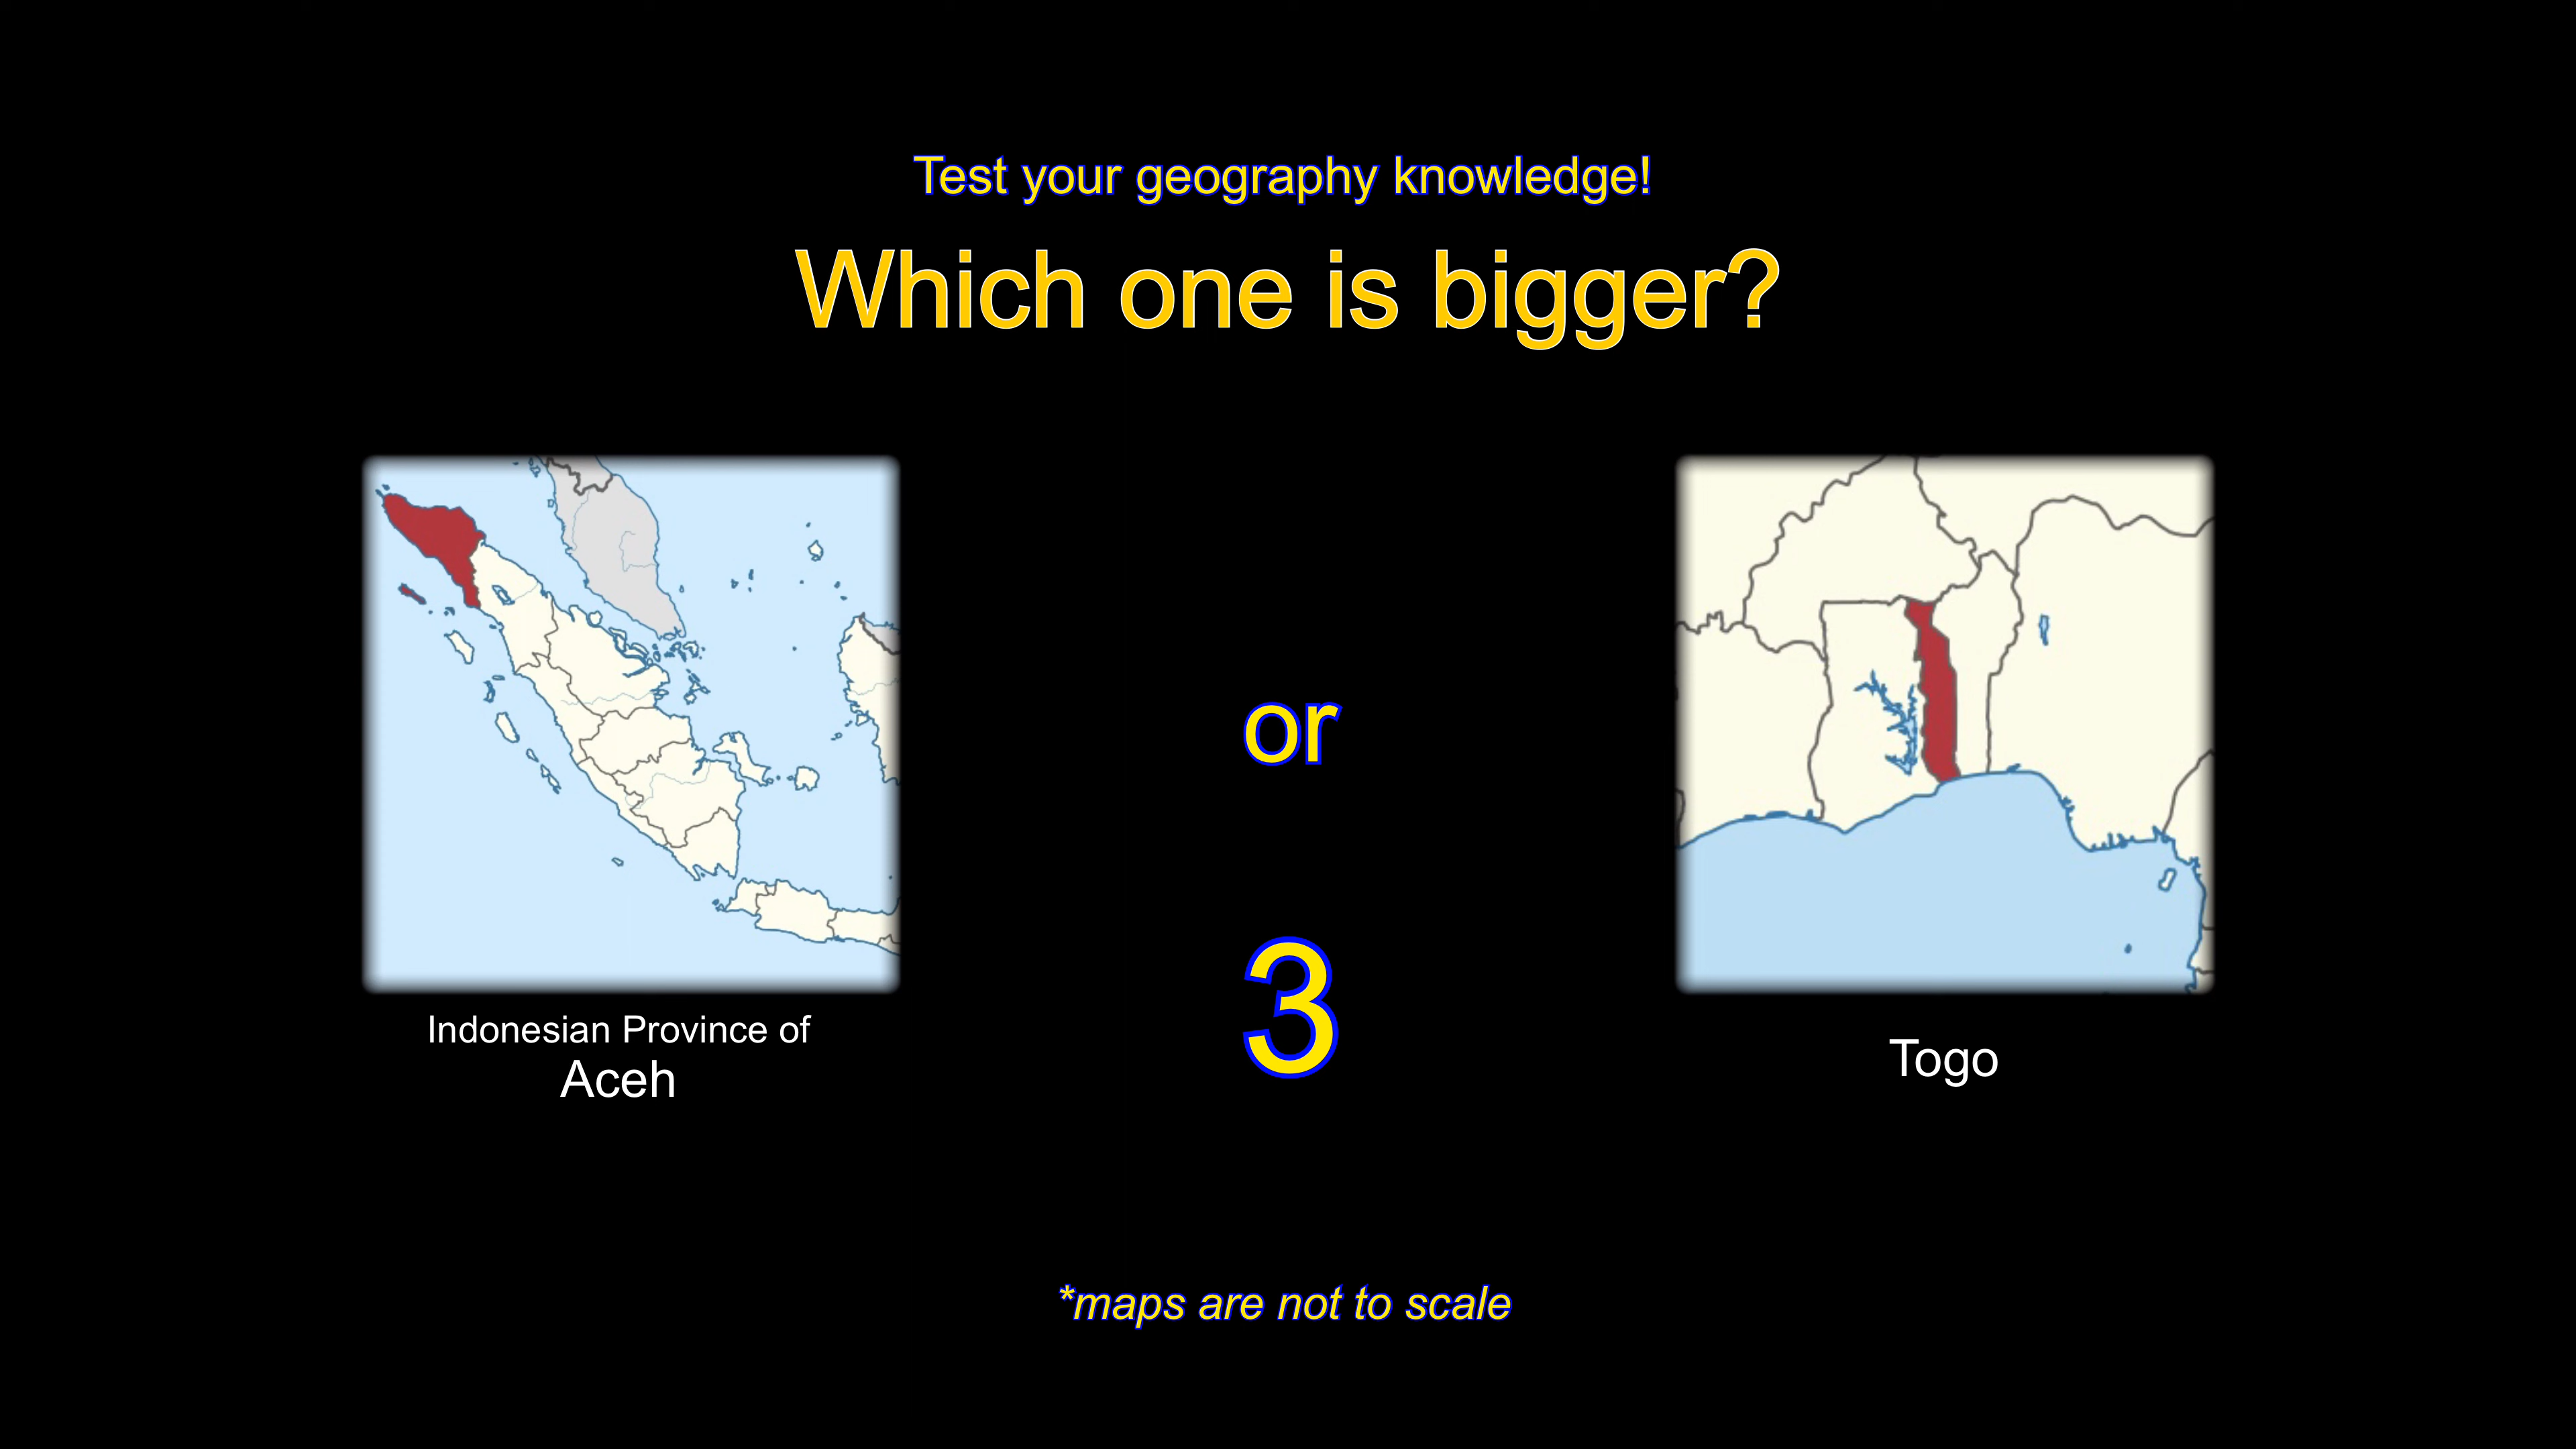 Test your geography knowledge!
Which one is bigger?
or
3
Indonesian Province of
Aceh
Togo
*maps are not to scale